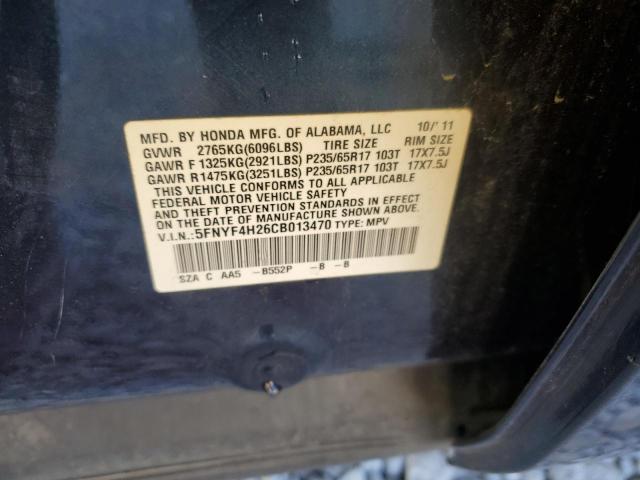 MFD. BY HONDA MFG. OF ALABAMA, LLC 10/'11
GVWR 2765KG(6096LBS) TIRE SIZE RIM SIZE
GAWR F 1325KG(2921LBS) P235/65R17 103T 17X7.5J
GAWR R1475KG(3251LBS) P235/65R17 103T 17X7.5J
THIS VEHICLE CONFORMS TO ALL APPLICABLE
FEDERAL MOTOR VEHICLE SAFETY
AND THEFT PREVENTION STANDARDS IN EFFECT
ON THE DATE OF MANUFACTURE SHOWN ABOVE.
V.I.N.: 5FNYF4H26CB013470 TYPE: MPV
SZA C AA5 -B552P -B -B